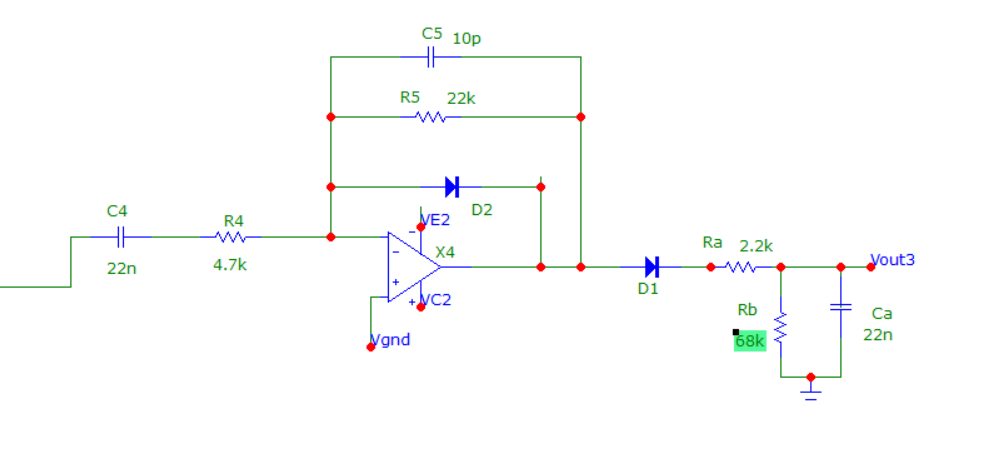 C5 10p
R5 22k
D2
C4
22n
R4
4.7k
VE2
X4
VC2
Vgnd
D1
Ra 2.2k
Vout3
Rb
68k
Ca
22n